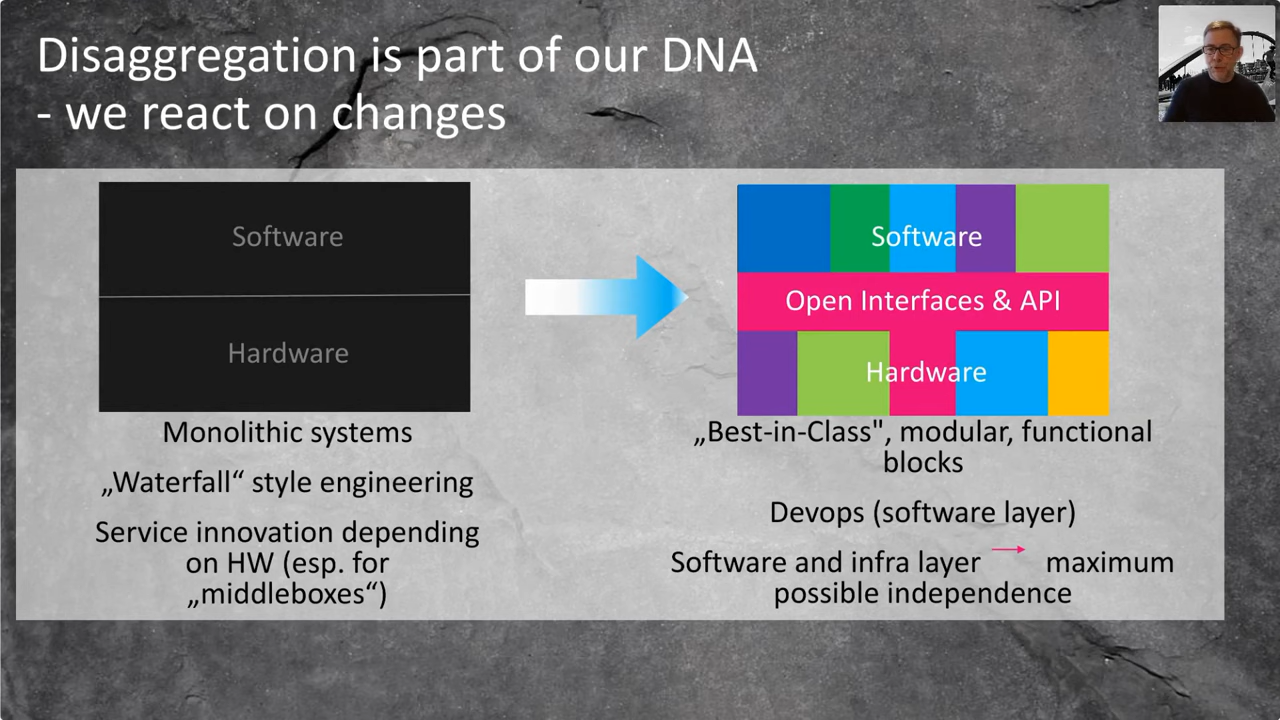 Disaggregation is part of our DNA
- we react on changes
Software
Hardware
Monolithic systems
„Waterfall“ style engineering
Service innovation depending
on HW (esp. for
„middleboxes“)
Software
Open Interfaces & API
Hardware
„Best-in-Class", modular, functional
blocks
Devops (software layer)
Software and infra layer maximum
possible independence